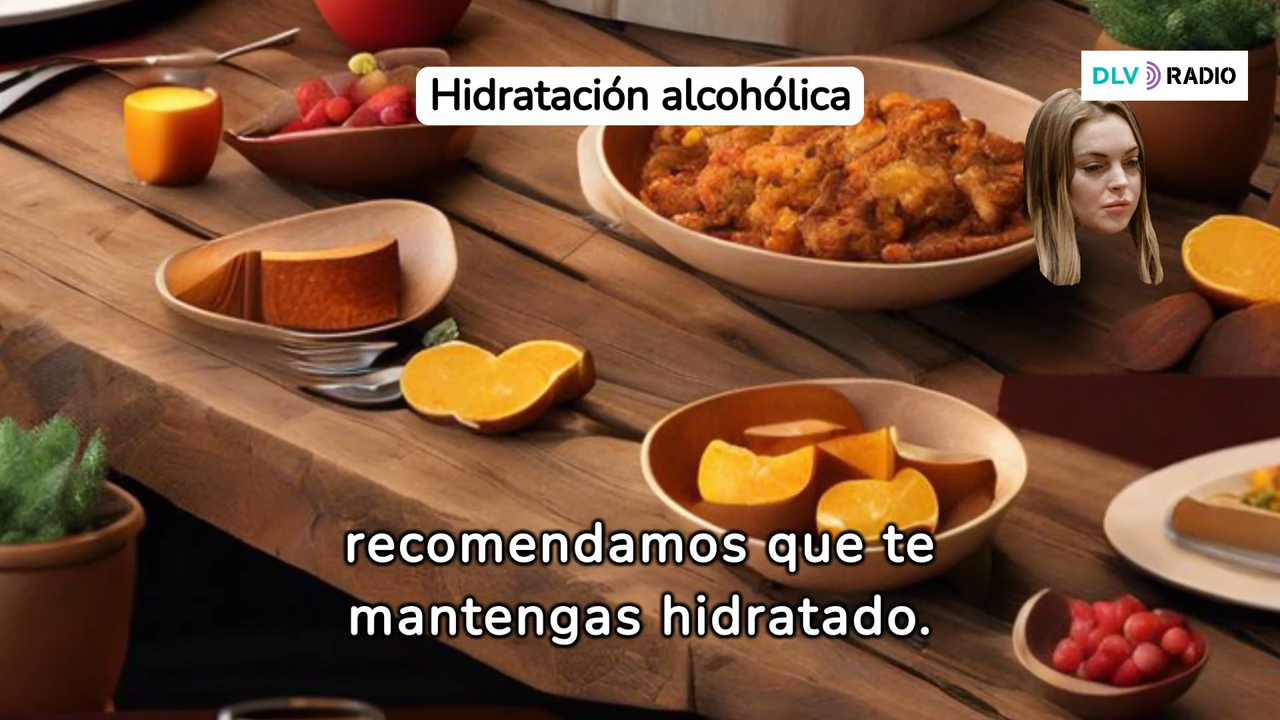 Hidratación alcohólica
DLV RADIO
recomendamos que te
mantengas hidratado.